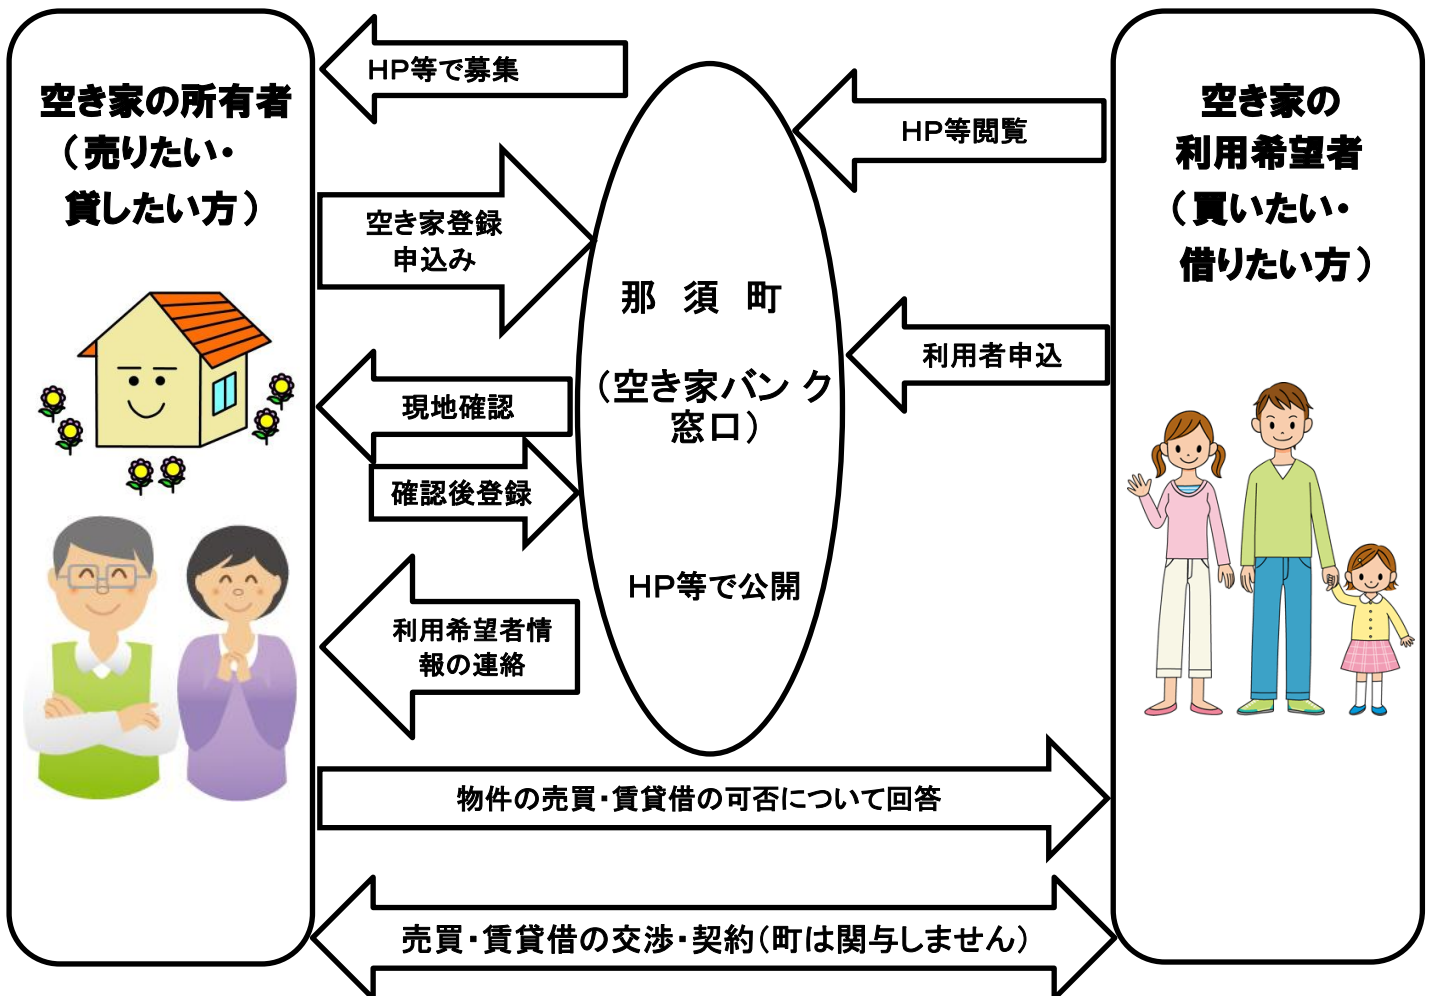 空き家の所有者
（売りたい・
貸したい方）
HP等で募集
空き家登録
申込み
現地確認
確認後登録
利用希望者情
報の連絡
那 須 町
（空き家バンク
窓口）
HP等で公開
HP等閲覧
利用者申込
空き家の
利用希望者
（買いたい・
借りたい方）
物件の売買・賃貸借の可否について回答
売買・賃貸借の交渉・契約（町は関与しません）